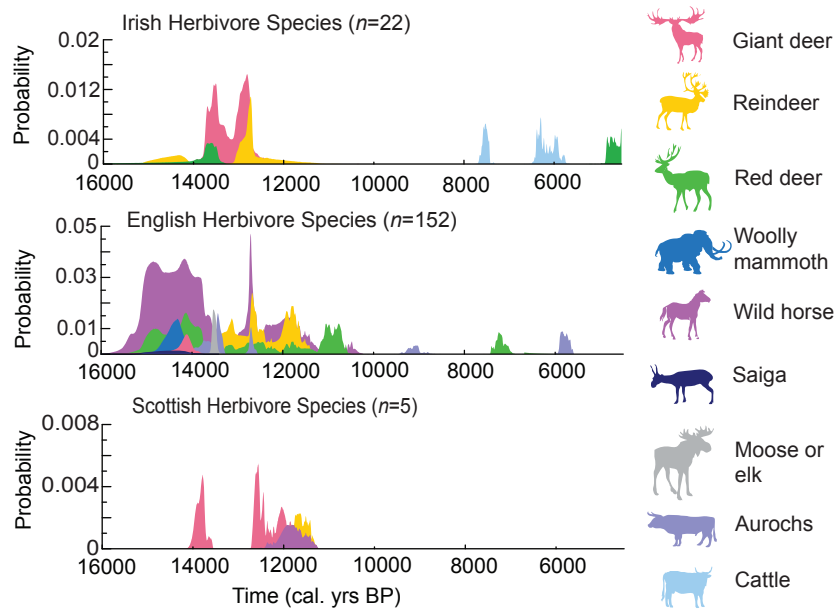 Irish Herbivore Species (n=22)
Probability
0.02
0.012
0.004
0
16000 14000 12000 10000 8000 6000
English Herbivore Species (n=152)
Probability
0.05
0.03
0.01
0
16000 14000 12000 10000 8000 6000
Scottish Herbivore Species (n=5)
Probability
0.008
0.004
0
16000 14000 12000 10000 8000 6000
Time (cal. yrs BP)
Giant deer
Reindeer
Red deer
Woolly
mammoth
Wild horse
Saiga
Moose or
elk
Aurochs
Cattle